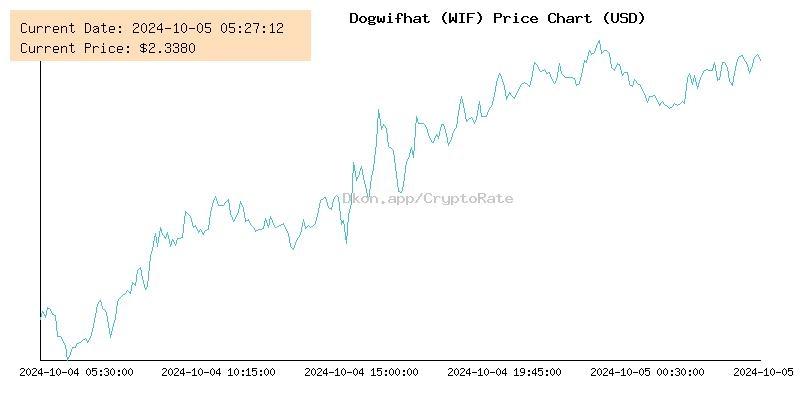 Dogwifhat (WIF) Price Chart (USD)
Current Date: 2024-10-05 05:27:12
Current Price: $2.3380
Dkon.app/CryptoRate
2024-10-04 05:30:00 2024-10-04 10:15:00 2024-10-04 15:00:00 2024-10-04 19:45:00 2024-10-05 00:30:00 2024-10-05